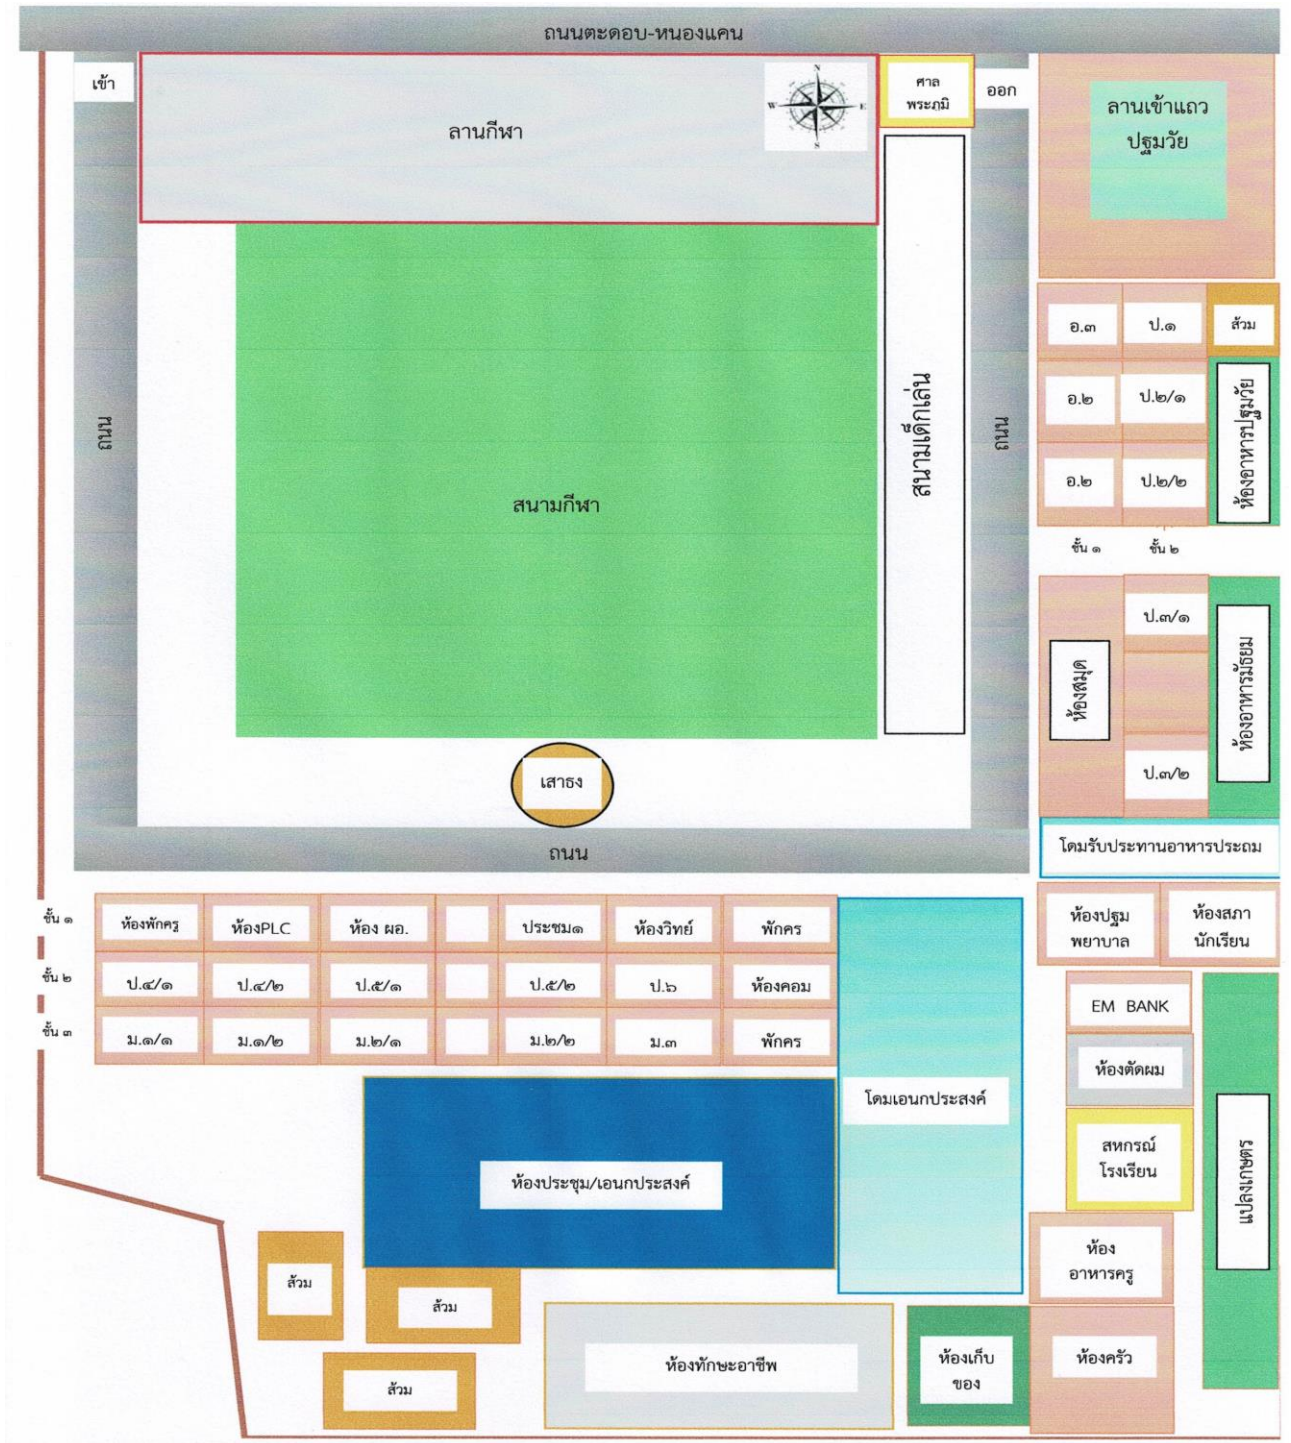 ถนนตะดอบ-หนองแคน
เข้า
ลานกีฬา
N
W
E
S
ศาล
พระภูมิ
ออก
ลานเข้าแถว
ปฐมวัย
อ.๓
ป.๑
ส้วม
อ.๒
ป.๒/๑
อ.๒
ป.๒/๒
ห้องอาหารปฐมวัย
ชั้น ๑
ชั้น ๒
ถนน
สนามกีฬา
สนามเด็กเล่น
ถนน
ป.๓/๑
ห้องสมุด
ป.๓/๒
ห้องอาหารมัธยม
เสาธง
ถนน
โดมรับประทานอาหารประถม
ชั้น ๑
ห้องพักครู
ห้องPLC
ห้อง ผอ.
ประชม๑
ห้องวิทย์
พักคร
ชั้น ๒
ป.๔/๑
ป.๔/๒
ป.๕/๑
ป.๕/๒
ป.๖
ห้องคอม
ชั้น ๓
ม.๑/๑
ม.๑/๒
ม.๒/๑
ม.๒/๒
ม.๓
พักคร
ห้องปฐม
พยาบาล
ห้องสภา
นักเรียน
EM BANK
ห้องตัดผม
โดมเอนกประสงค์
สหกรณ์
โรงเรียน
แปลงเกษตร
ห้องประชุม/เอนกประสงค์
ห้อง
อาหารครู
ส้วม
ส้วม
ส้วม
ห้องทักษะอาชีพ
ห้องเก็บ
ของ
ห้องครัว